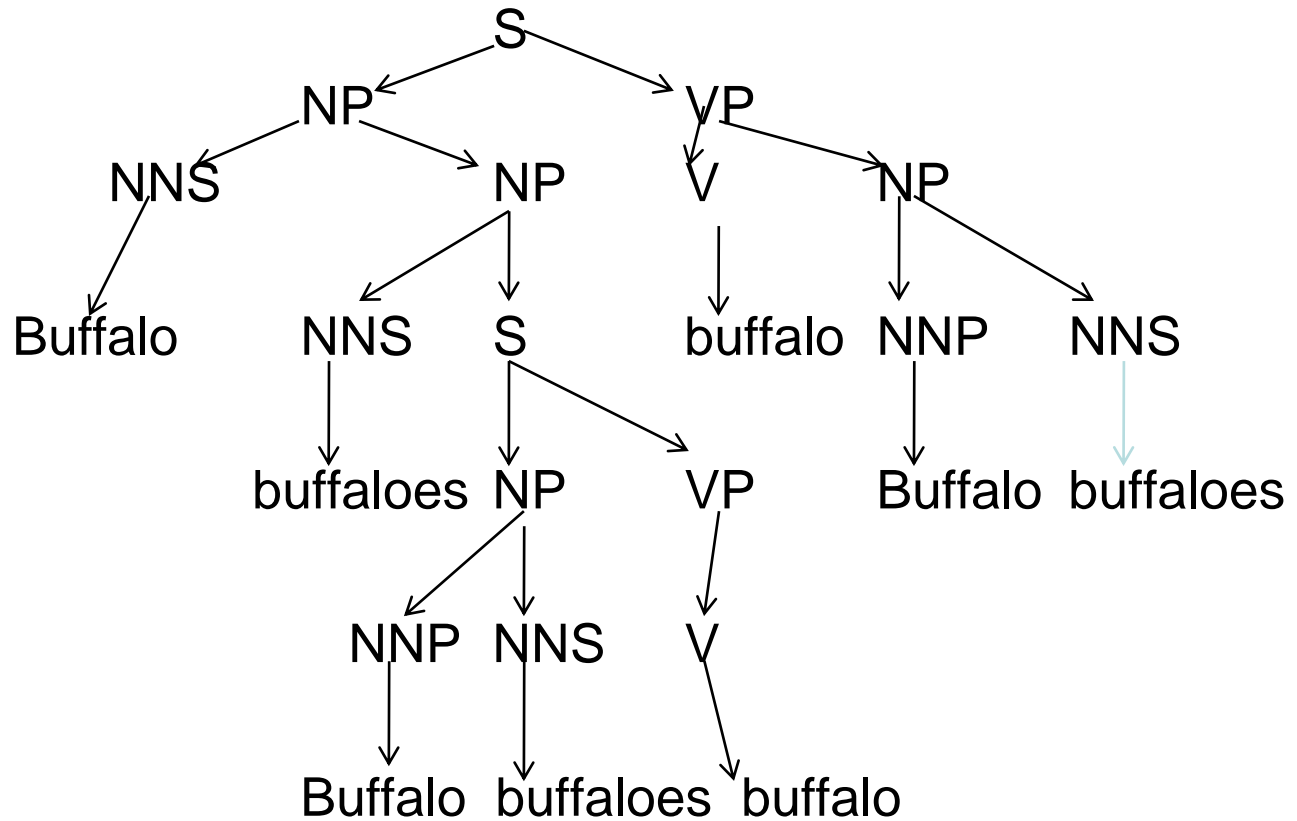 S
NP VP
NNS NP V NP
Buffalo NNS S buffalo NNP NNS
buffaloes NP VP Buffalo buffaloes
NNP NNS V
Buffalo buffaloes buffalo